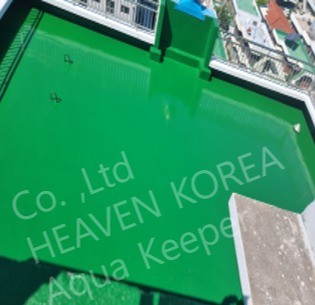 Co. ,Ltd
HEAVEN KOREA
Aqua Keeper